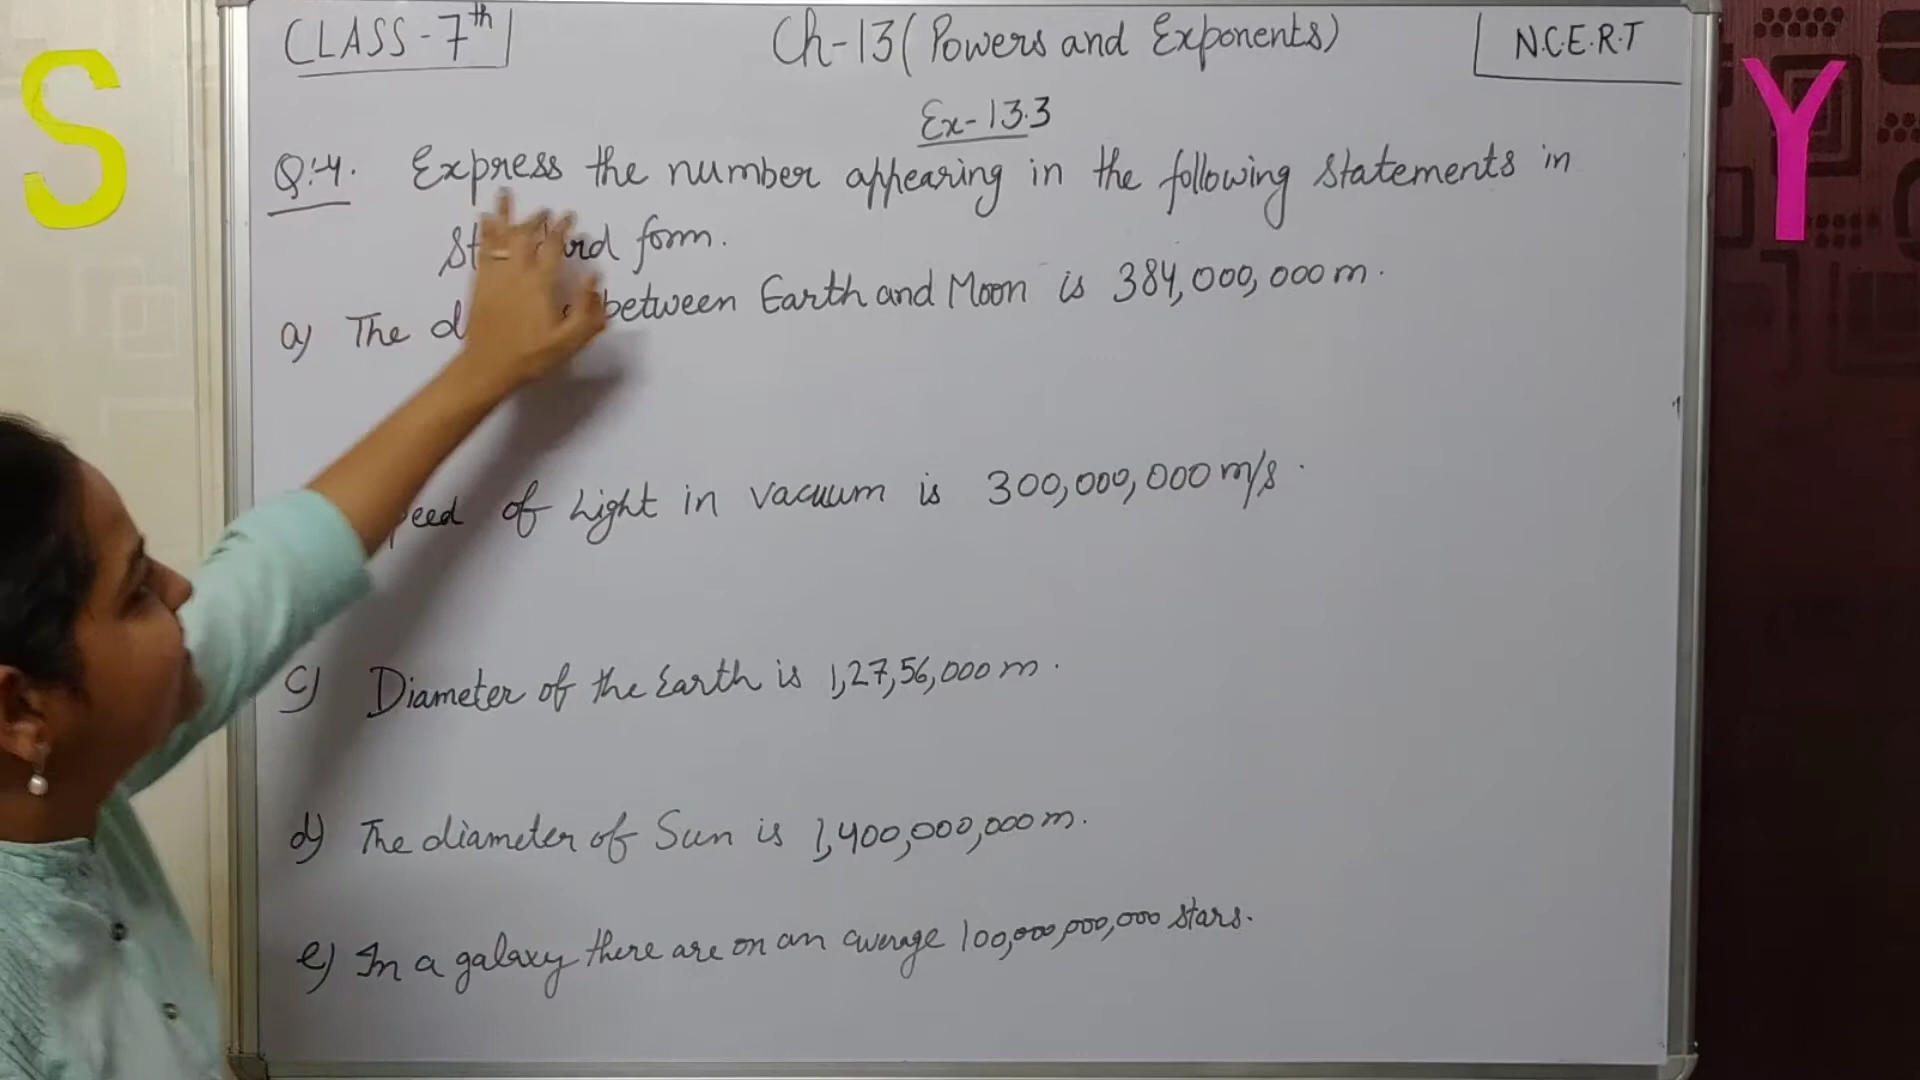 S
Y
CLASS-7th
Ch-13 (Powers and Exponents)
N.C.E.R.T
Ex-13.3
Q:-4. Express the number appearing in the following statements in
form.
a) The between Earth and Moon is 384,000,000 m.
of Light in vacuum is 300,000,000 m/s.
c) Diameter of the Earth is 1,27,56,000 m.
d) The diameter of Sun is 1,400,000,000 m.
e) In a galaxy there are on an average 100,000,000,000 stars.